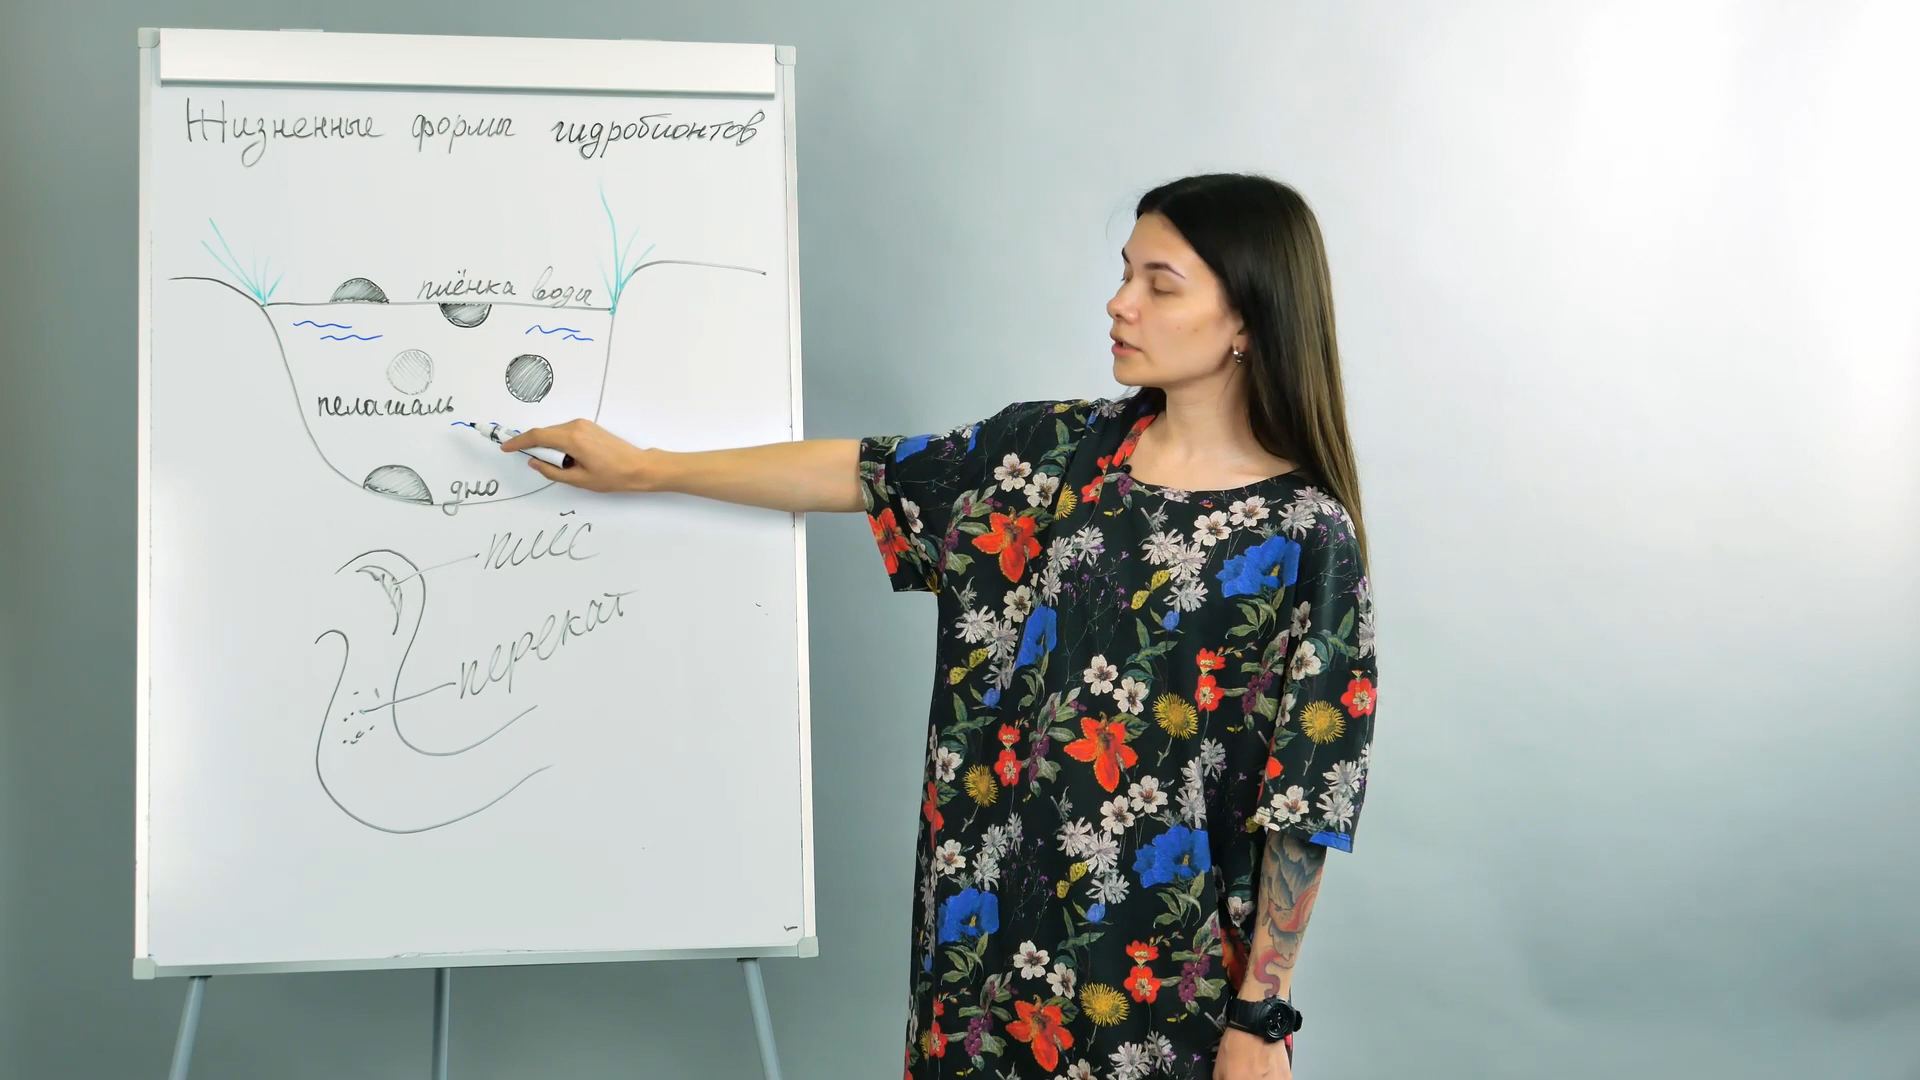 Жизненные формы гидробионтов
плёнка воды
пелагиаль
дно
плёс
перекат